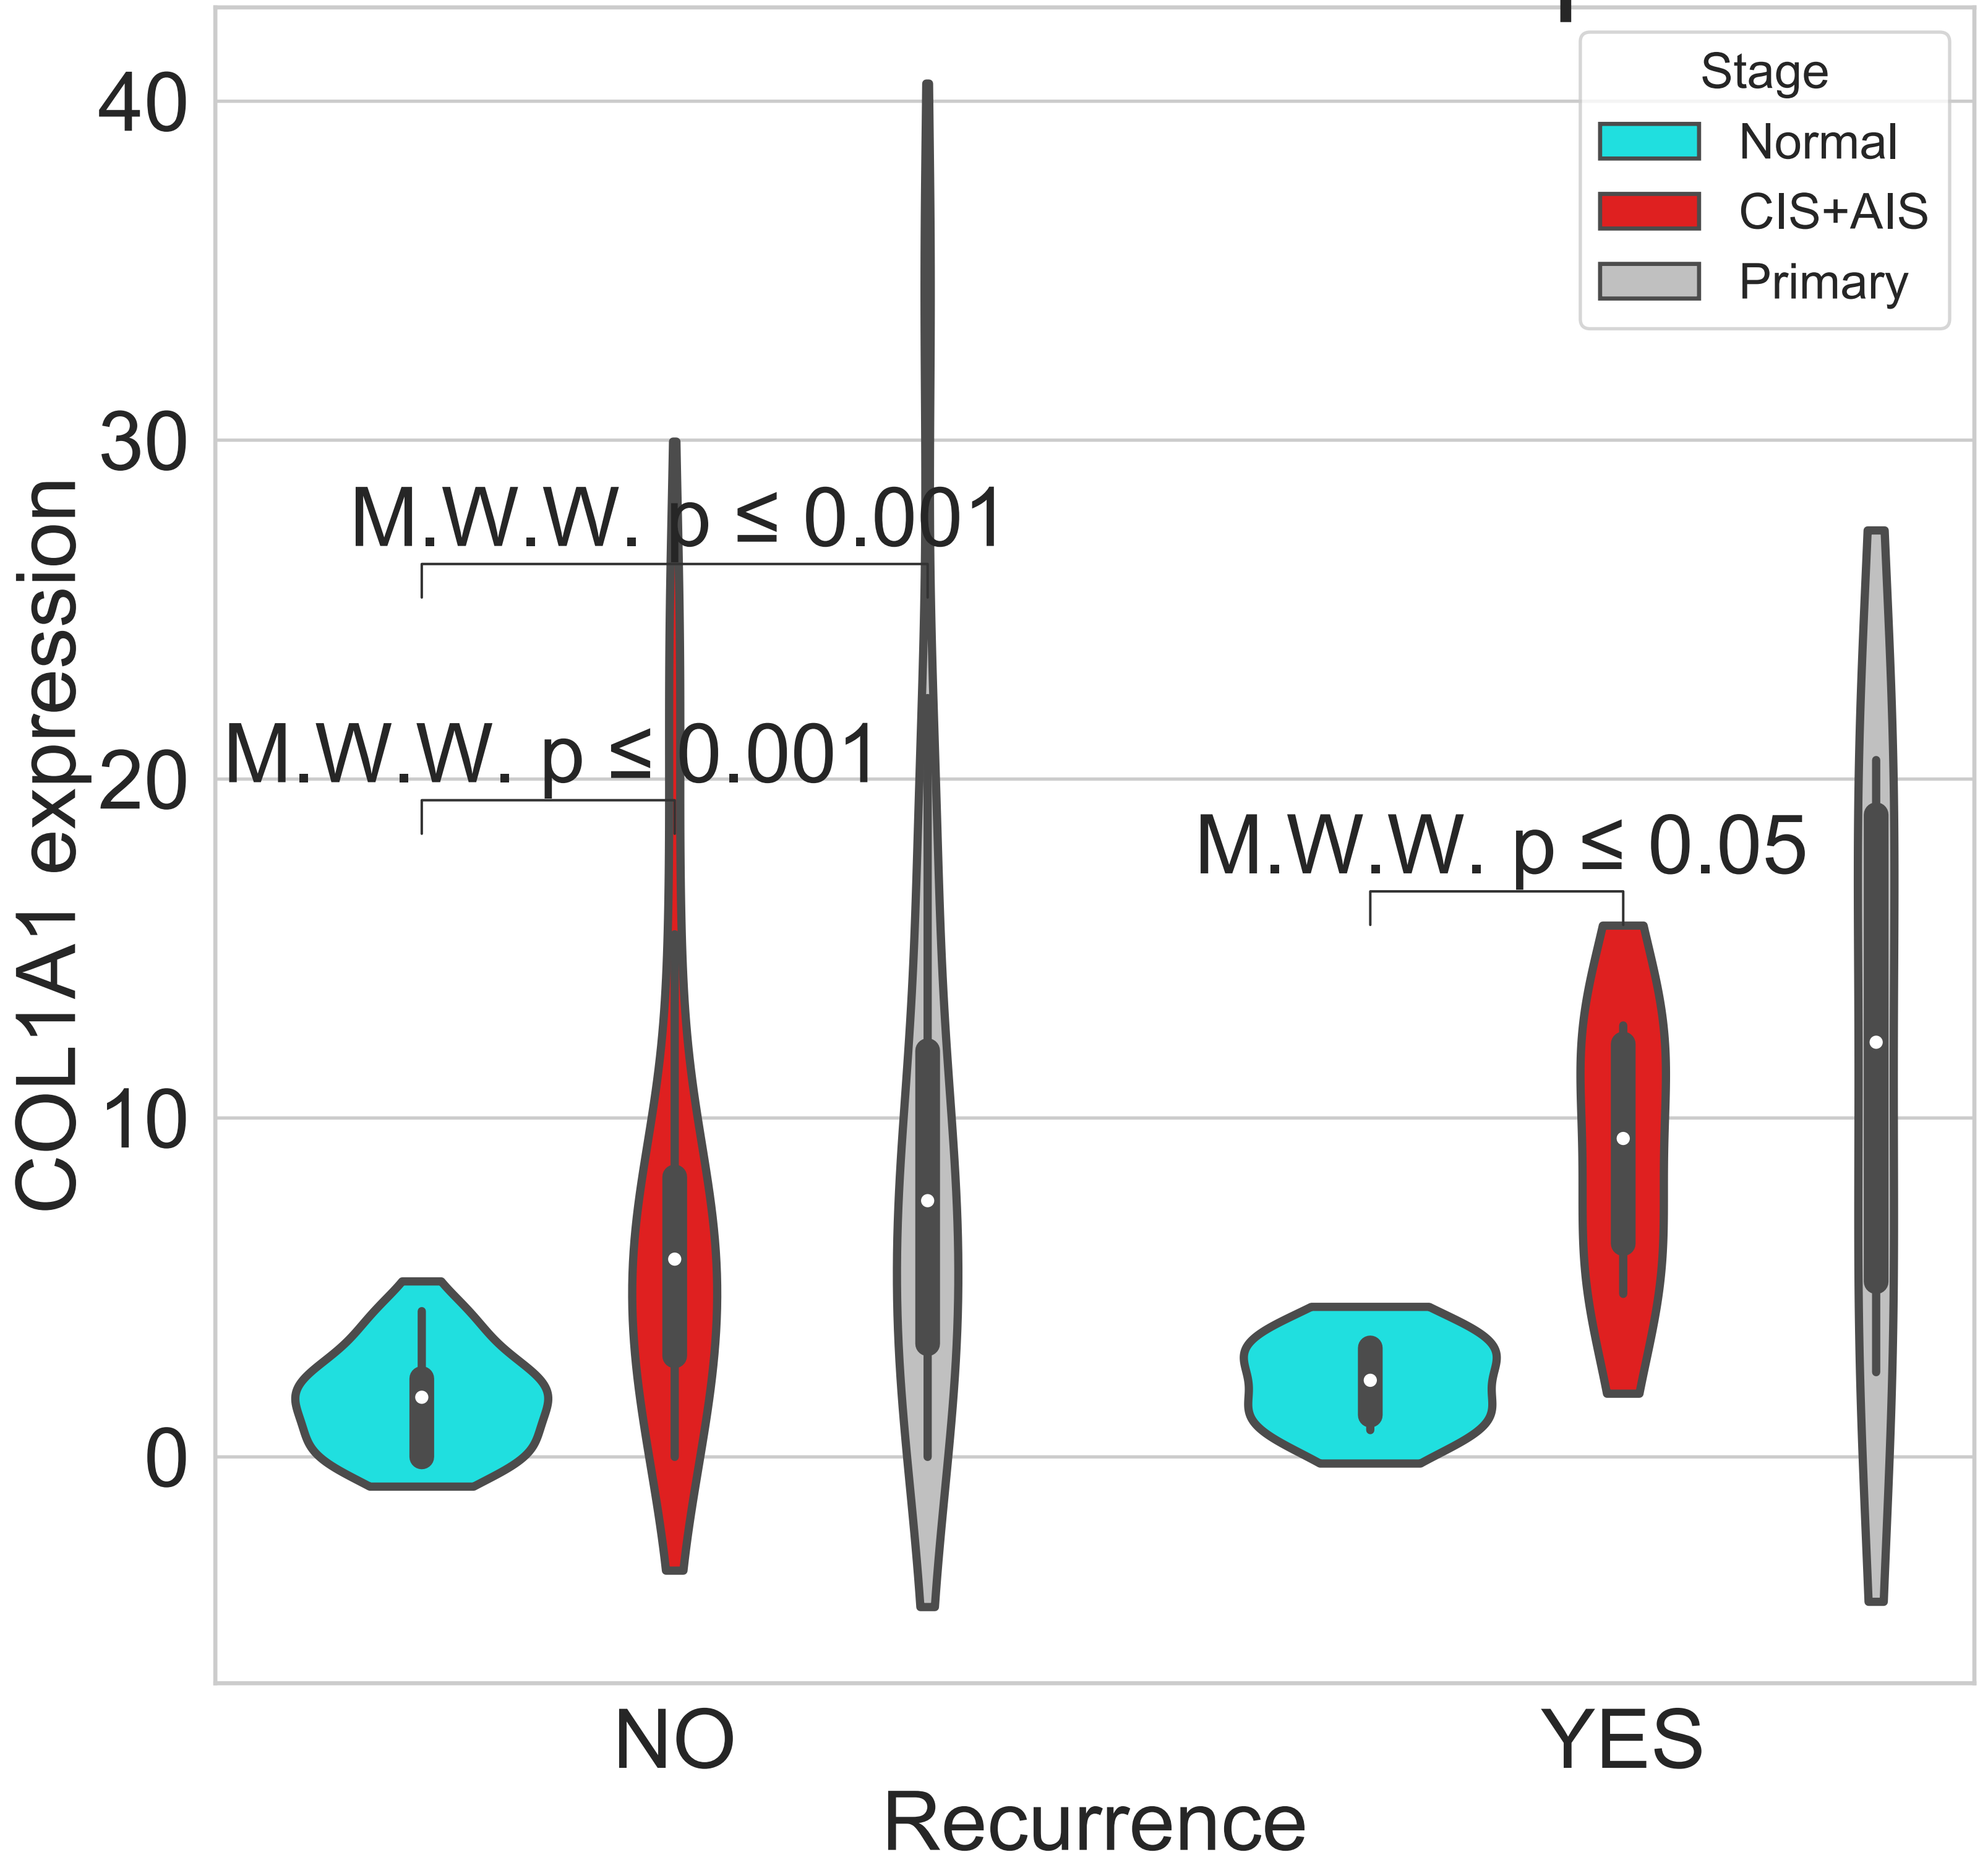 Stage
Normal
CIS+AIS
Primary
40
30
20
10
0
COL1A1 expression
M.W.W. p ≤ 0.001
M.W.W. p ≤ 0.001
M.W.W. p ≤ 0.05
NO
YES
Recurrence